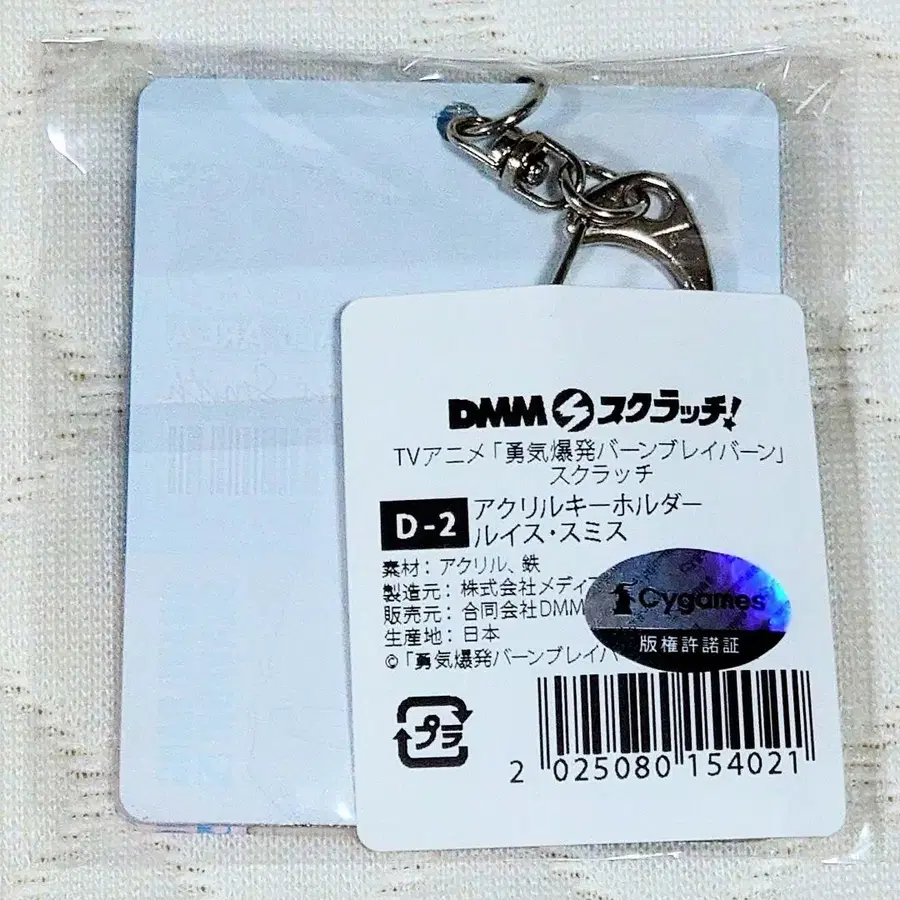 DMMスクラッチ!
TVアニメ「勇気爆発バーンブレイバーン」
スクラッチ
D-2
アクリルキーホルダー
ルイス・スミス
素材：アクリル、鉄
製造元：株式会社メディ
販売元：合同会社DMM
生産地：日本
©「勇気爆発バーンブレイバ
Cygames
版権許諾証
プラ
2 025080 154021